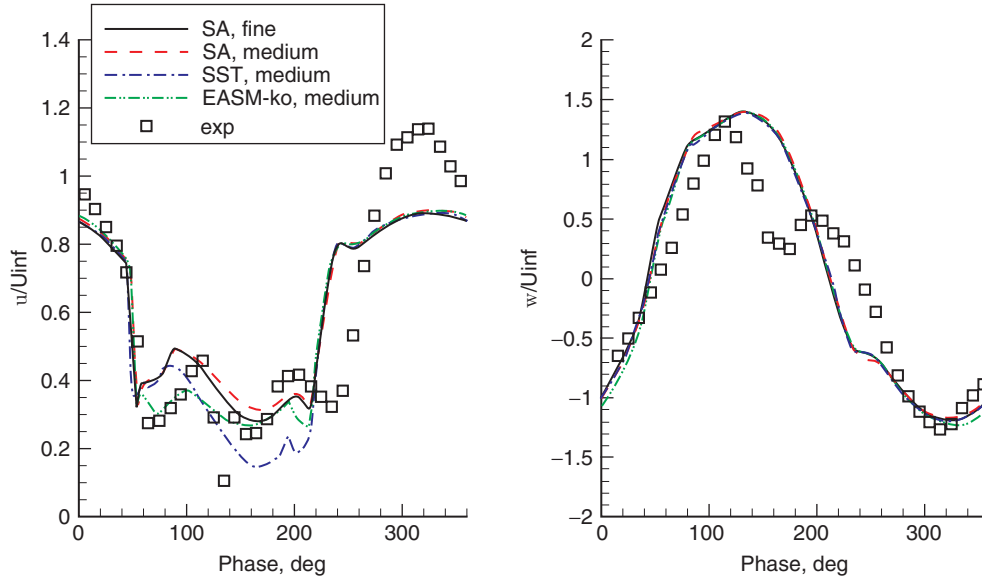 SA, fine
SA, medium
SST, medium
EASM-ko, medium
exp
1.4
1.2
1
0.8
0.6
0.4
0.2
0
u/Uinf
0 100 200 300
Phase, deg
2
1.5
1
0.5
0
−0.5
−1
−1.5
−2
w/Uinf
0 100 200 300
Phase, deg